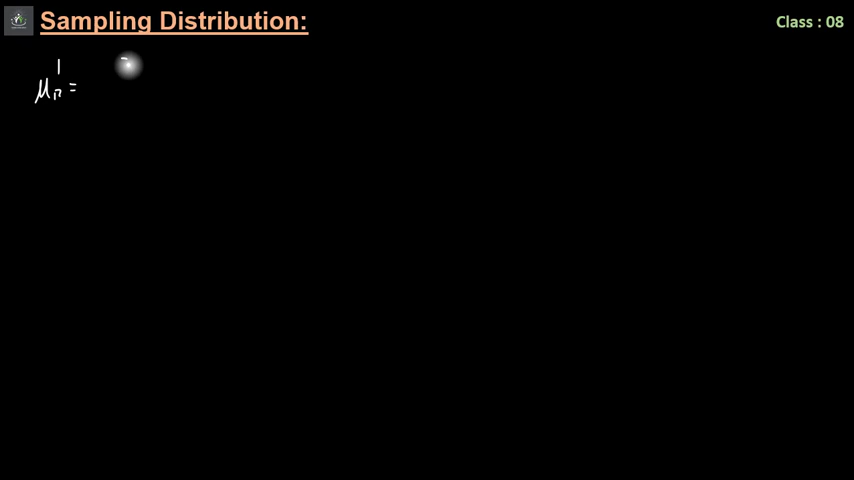 Sampling Distribution:
Class : 08
μ'ᵣ =